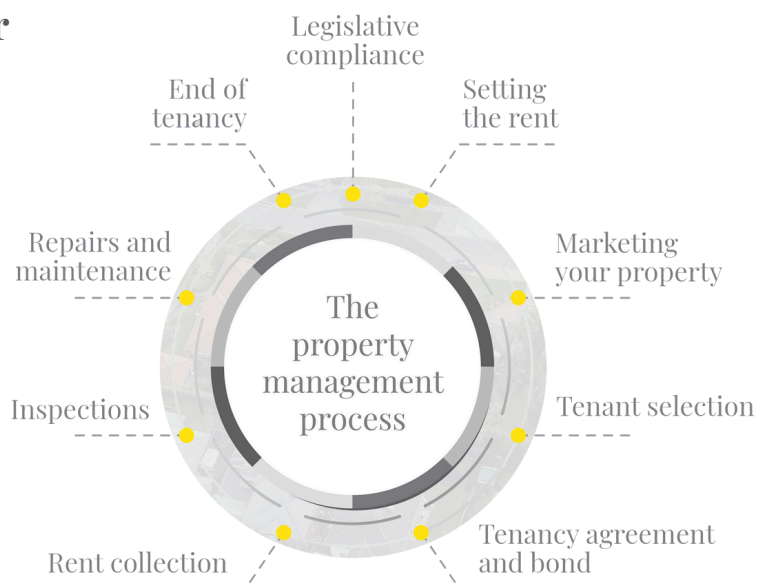 r
Legislative
compliance
End of
tenancy
Setting
the rent
Repairs and
maintenance
Marketing
your property
The
property
management
process
Inspections
Tenant selection
Rent collection
Tenancy agreement
and bond